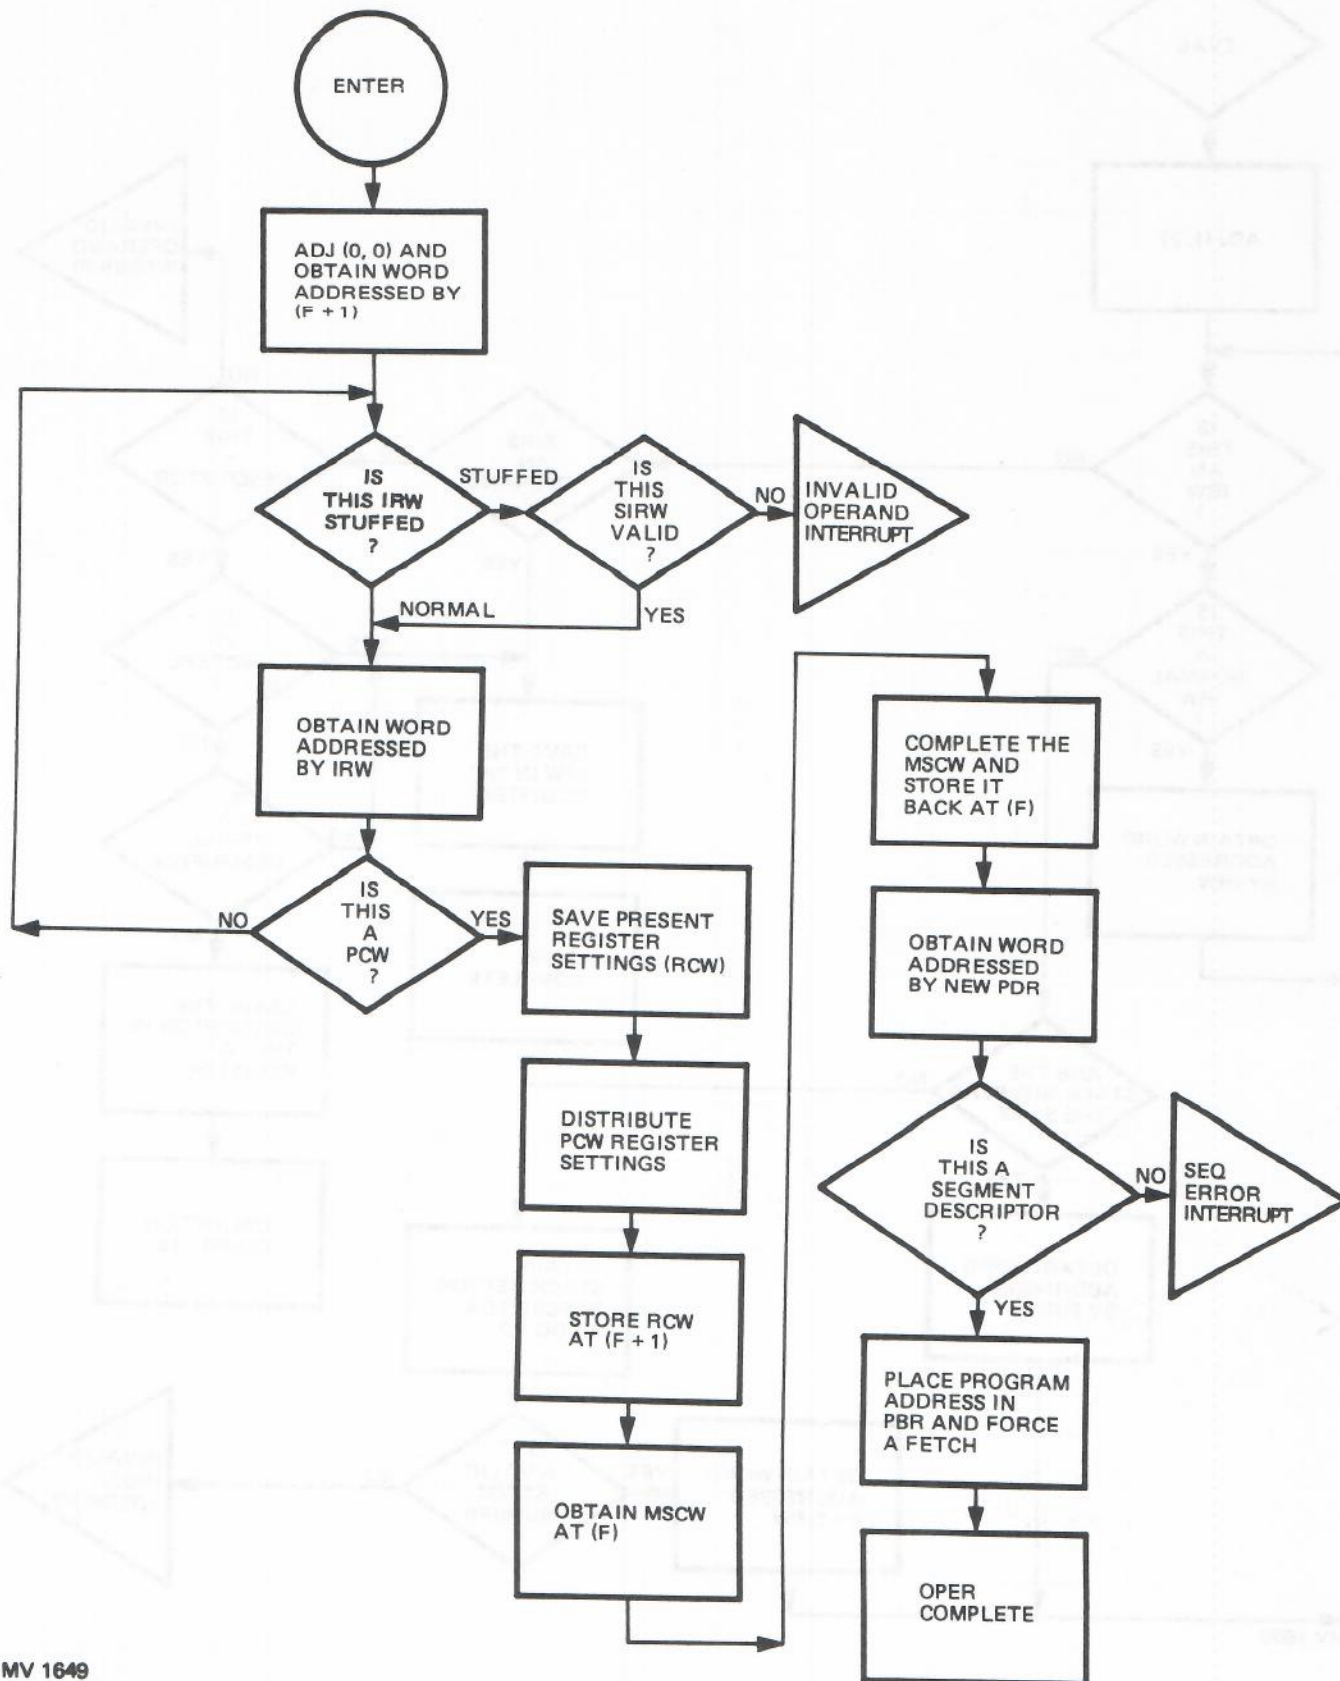 ENTER
ADJ (0, 0) AND
OBTAIN WORD
ADDRESSED BY
(F + 1)
IS
THIS IRW
STUFFED
?
STUFFED
IS
THIS
SIRW
VALID
?
NO
INVALID
OPERAND
INTERRUPT
NORMAL
YES
OBTAIN WORD
ADDRESSED
BY IRW
IS
THIS
A
PCW
?
NO
YES
SAVE PRESENT
REGISTER
SETTINGS (RCW)
DISTRIBUTE
PCW REGISTER
SETTINGS
STORE RCW
AT (F + 1)
OBTAIN MSCW
AT (F)
COMPLETE THE
MSCW AND
STORE IT
BACK AT (F)
OBTAIN WORD
ADDRESSED
BY NEW PDR
IS
THIS A
SEGMENT
DESCRIPTOR
?
NO
SEQ
ERROR
INTERRUPT
YES
PLACE PROGRAM
ADDRESS IN
PBR AND FORCE
A FETCH
OPER
COMPLETE
MV 1649